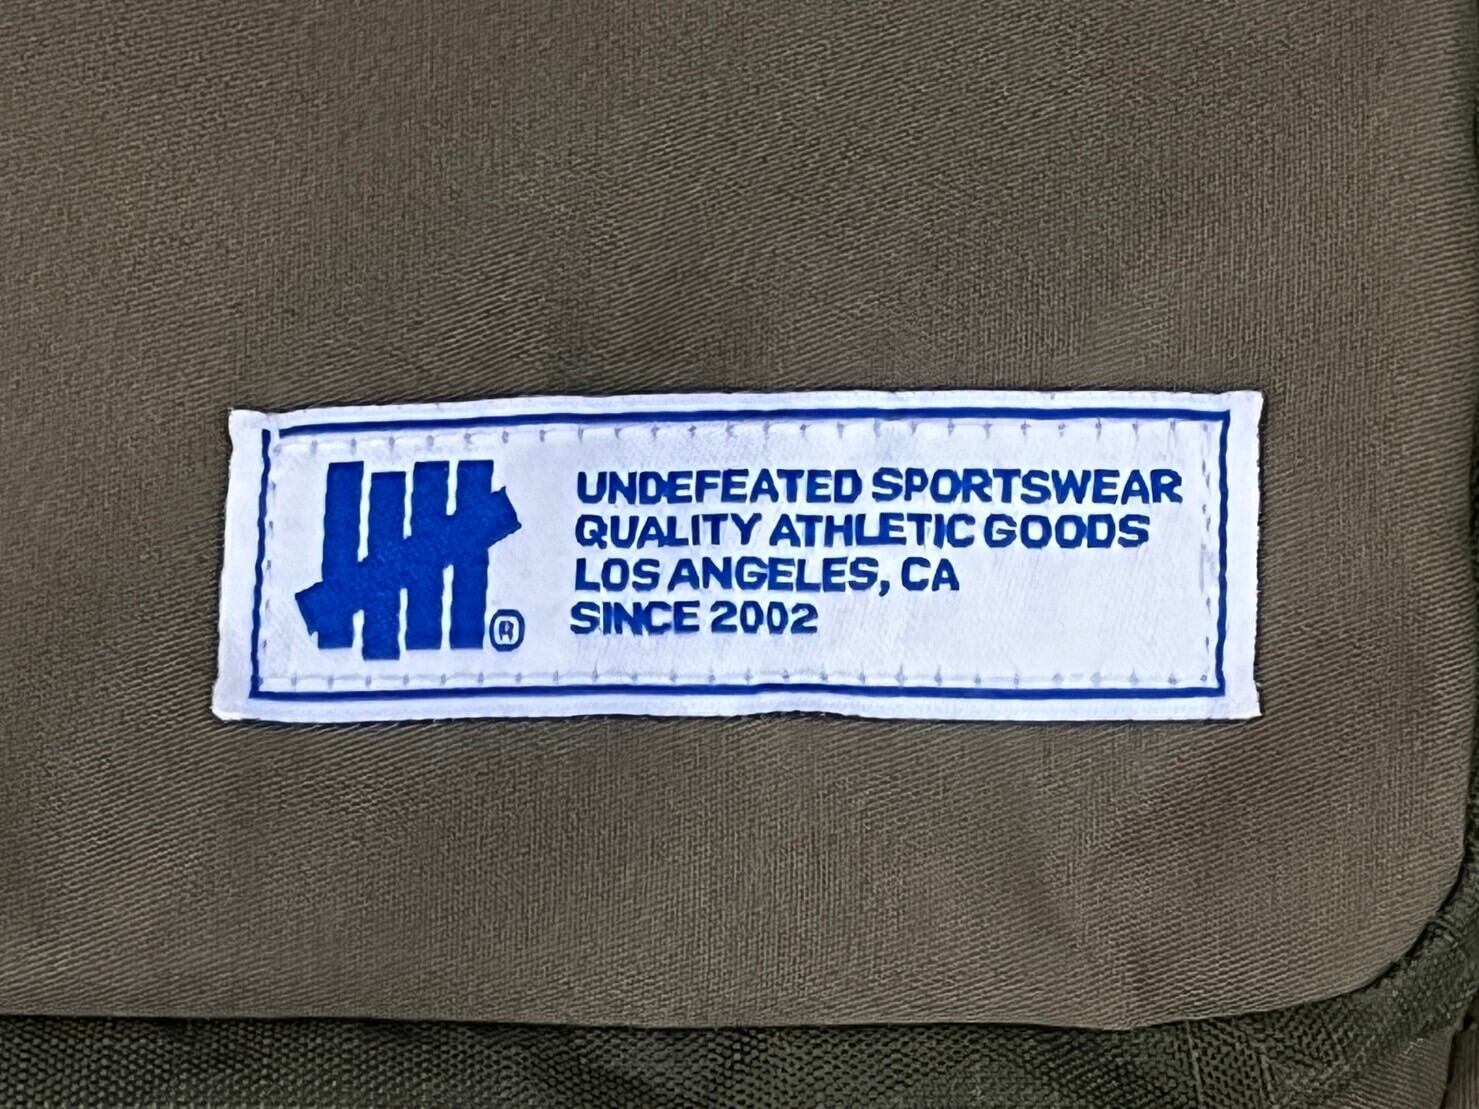 UNDEFEATED SPORTSWEAR
QUALITY ATHLETIC GOODS
LOS ANGELES, CA
SINCE 2002
®